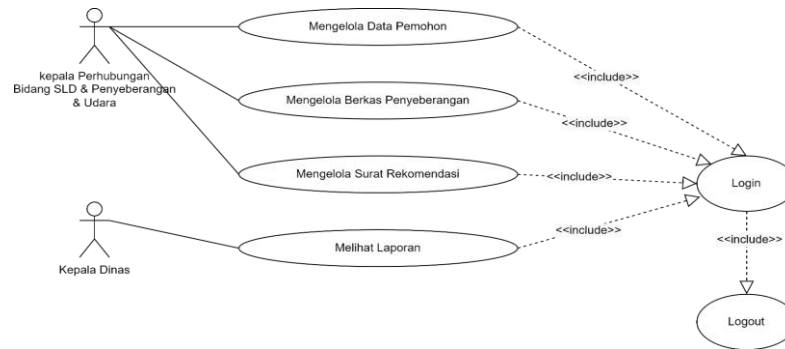 Mengelola Data Pemohon
<<include>>
kepala Perhubungan
Bidang SLD & Penyeberangan
& Udara
Mengelola Berkas Penyeberangan
<<include>>
Mengelola Surat Rekomendasi
<<include>>
Login
Kepala Dinas
Melihat Laporan
<<include>>
<<include>>
Logout